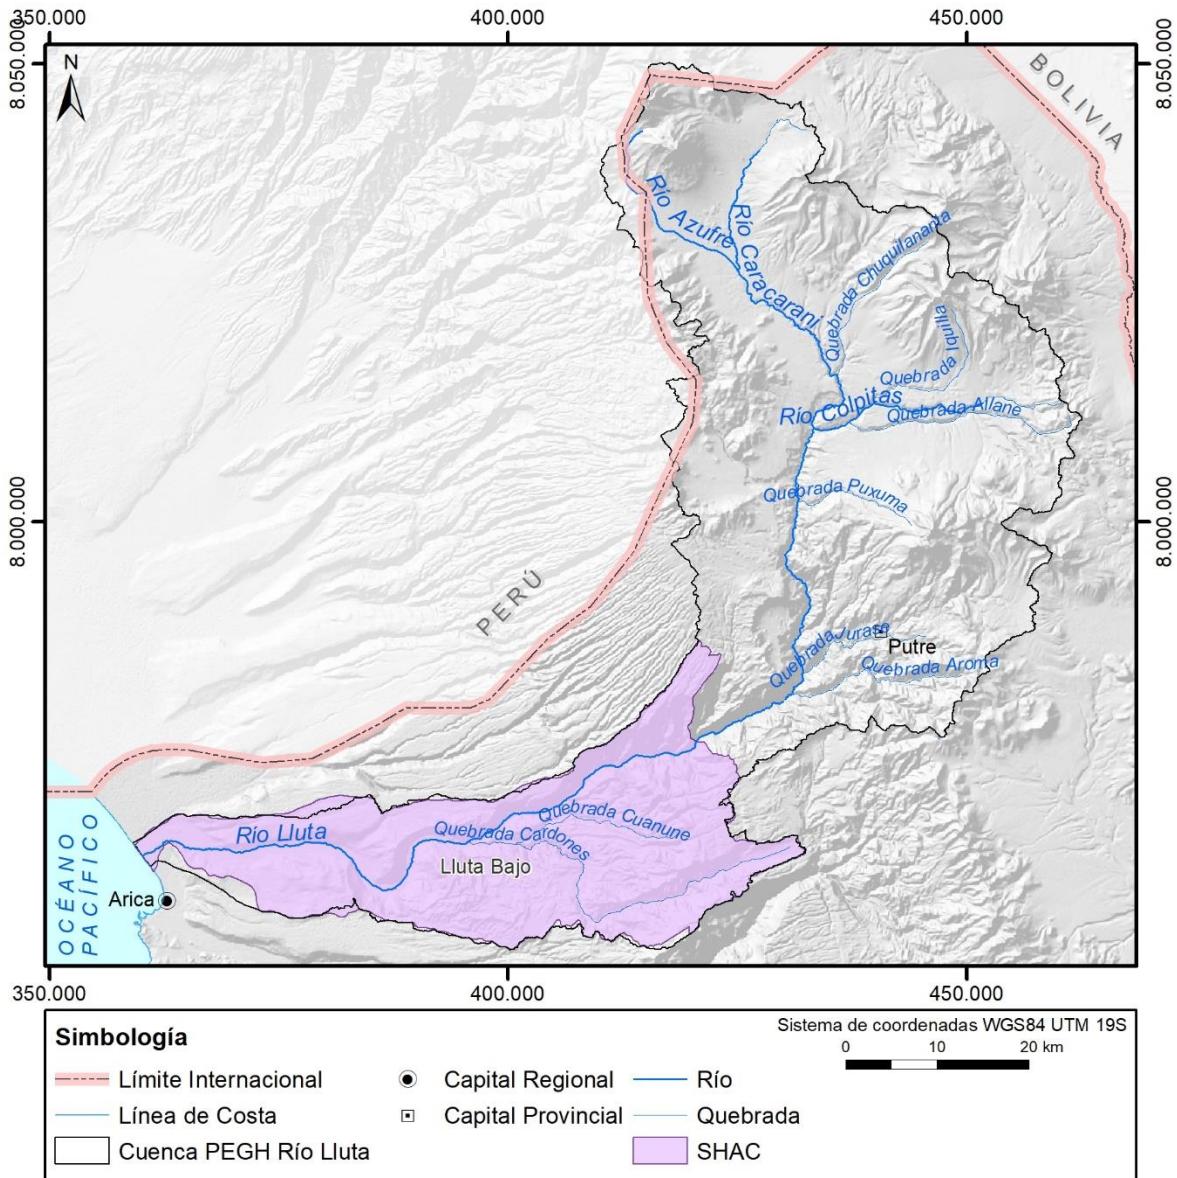 350.000
400.000
450.000
8.050.000
8.050.000
N
BOLIVIA
Río Azufre
Río Caracarani
Quebrada Chuquilananta
Quebrada Iquilla
Río Colpitas
Quebrada Allane
Quebrada Puxuma
8.000.000
8.000.000
PERÚ
Quebrada Jurase
Putre
Quebrada Aroma
Río Lluta
Quebrada Cuanune
Quebrada Cardones
Lluta Bajo
Arica
OCÉANO
PACÍFICO
350.000
400.000
450.000
Simbología
Sistema de coordenadas WGS84 UTM 19S
0 10 20 km
Límite Internacional
Capital Regional
Río
Línea de Costa
Capital Provincial
Quebrada
Cuenca PEGH Río Lluta
SHAC